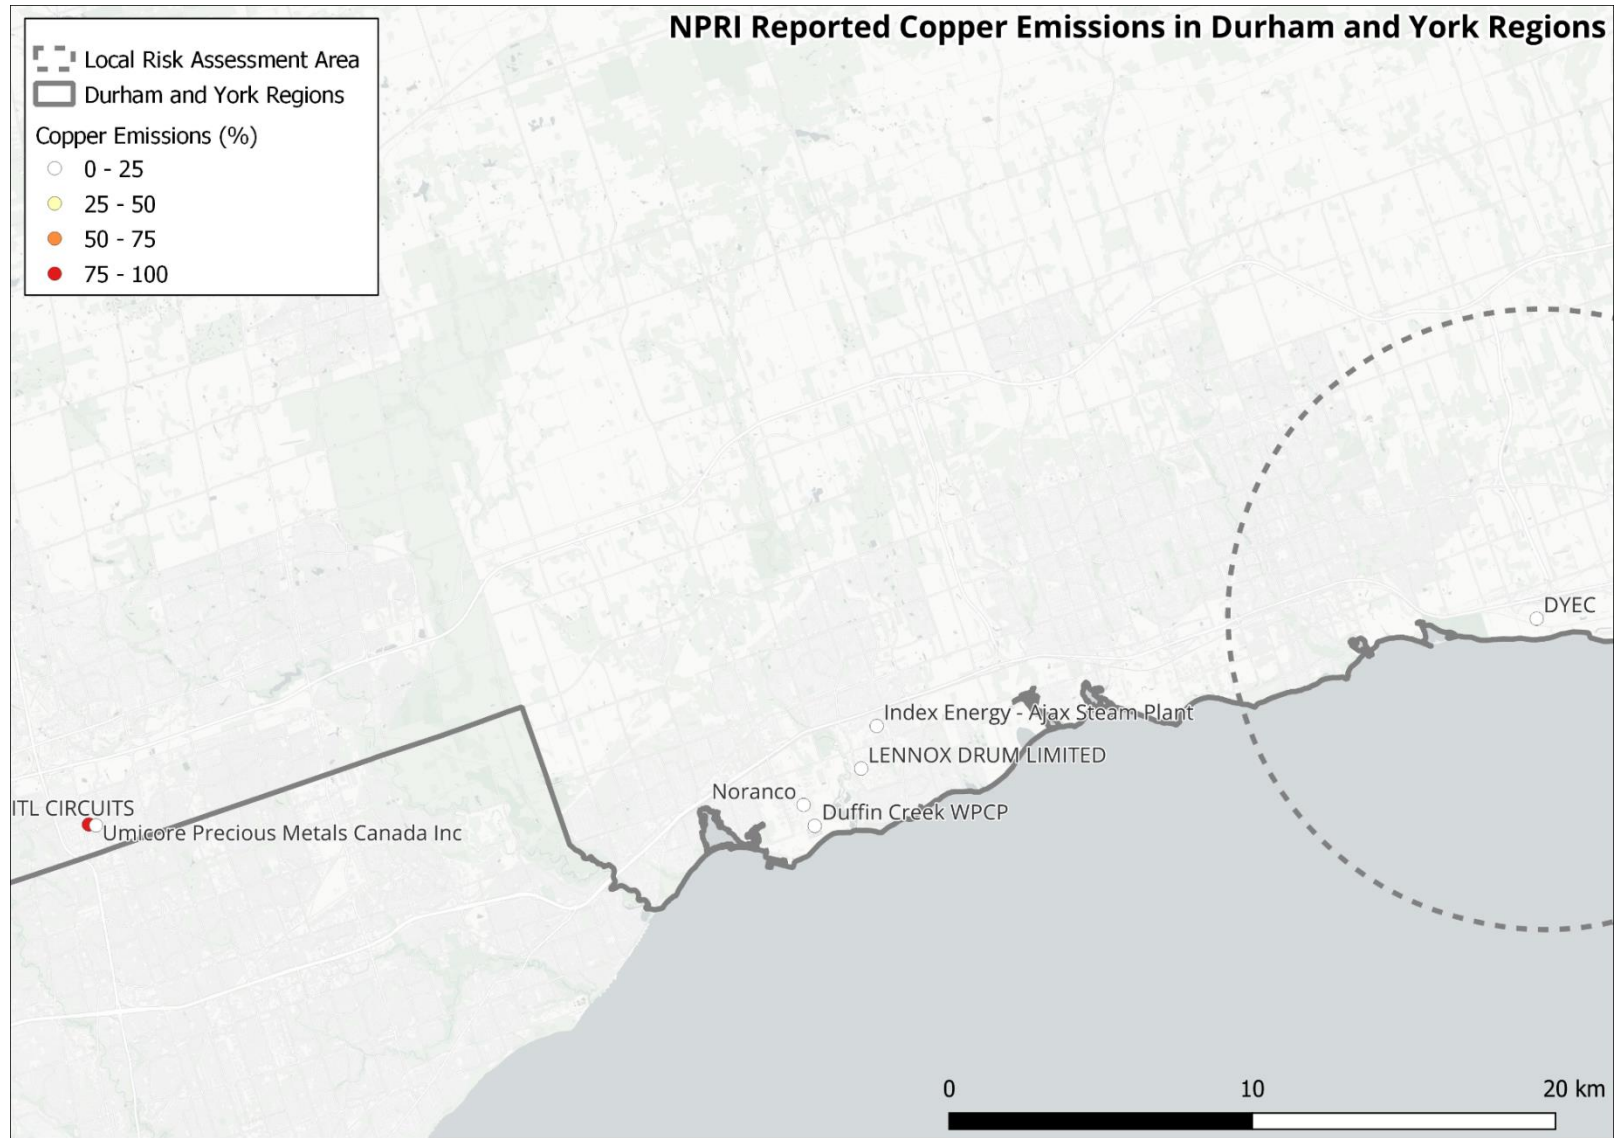 NPRI Reported Copper Emissions in Durham and York Regions
Local Risk Assessment Area
Durham and York Regions
Copper Emissions (%)
0 - 25
25 - 50
50 - 75
75 - 100
DYEC
Index Energy - Ajax Steam Plant
LENNOX DRUM LIMITED
Noranco
Duffin Creek WPCP
ITL CIRCUITS
Umicore Precious Metals Canada Inc
0 10 20 km